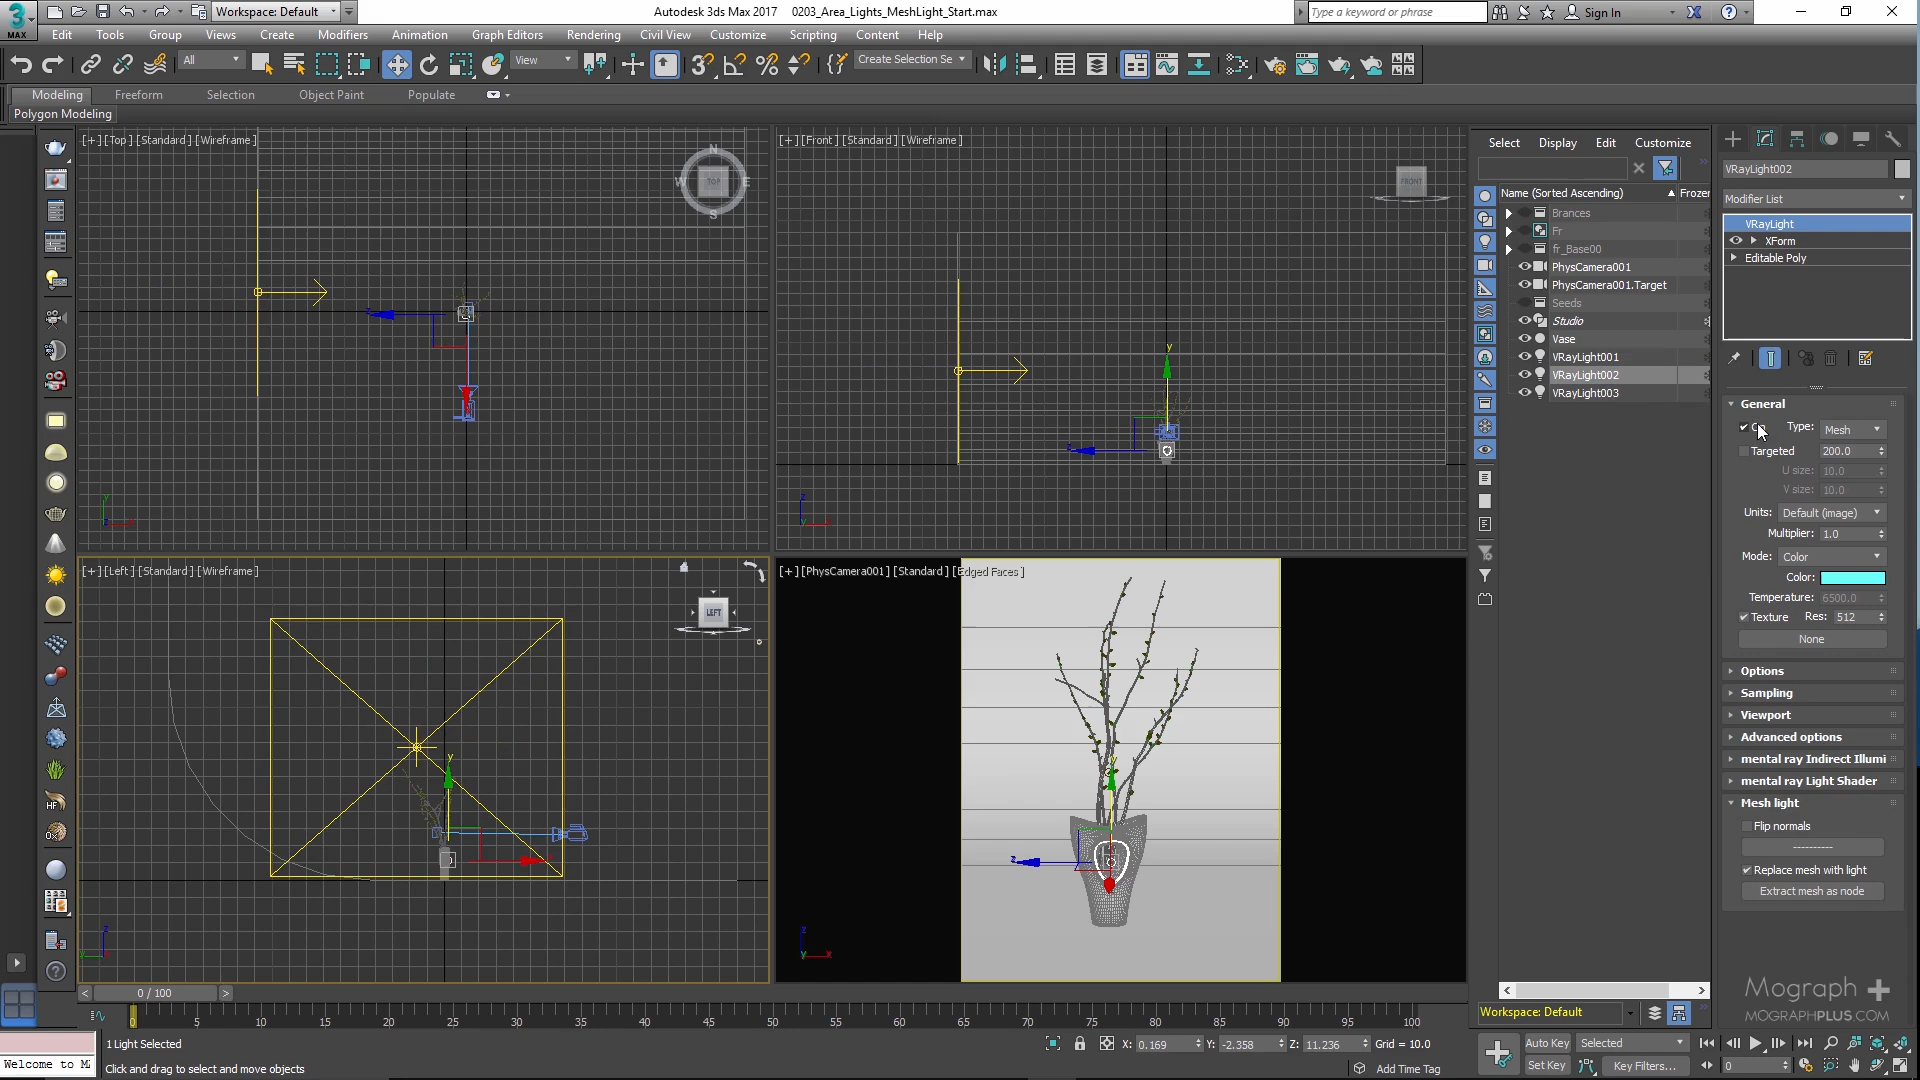 Workspace: Default
Autodesk 3ds Max 2017 0203_Area_Lights_MeshLight_Start.max
Type a keyword or phrase
Sign In
MAX
Edit Tools Group Views Create Modifiers Animation Graph Editors Rendering Civil View Customize Scripting Content Interactive Help
All
View
Create Selection Se
Modeling Freeform Selection Object Paint Populate
Polygon Modeling
[+] [Top] [Standard] [Wireframe]
N
W TOP E
S
[+] [Front] [Standard] [Wireframe]
FRONT
Select Display Edit Customize
Name (Sorted Ascending) Frozer
Brances
Fr
fr_Base00
PhysCamera001
PhysCamera001.Target
Seeds
Studio
Vase
VRayLight001
VRayLight002
VRayLight003
VRayLight002
Modifier List
VRayLight
XForm
Editable Poly
General
Type: Mesh
Targeted 200.0
U size: 10.0
V size: 10.0
Units: Default (image)
Multiplier: 1.0
Mode: Color
Color:
Temperature: 6500.0
Texture Res: 512
None
Options
Sampling
Viewport
Advanced options
mental ray Indirect Illumi
mental ray Light Shader
Mesh light
Flip normals
----------
Replace mesh with light
Extract mesh as node
[+] [Left] [Standard] [Wireframe]
LEFT
[+] [PhysCamera001] [Standard] [Edged Faces]
HF
Mograph +
MOGRAPHPLUS.COM
< 0 / 100 >
0 5 10 15 20 25 30 35 40 45 50 55 60 65 70 75 80 85 90 95 100
Workspace: Default
Welcome to M
1 Light Selected
Click and drag to select and move objects
X: 0.169 Y: -2.358 Z: 11.236 Grid = 10.0
Add Time Tag
Auto Key Selected
Set Key Key Filters...
0